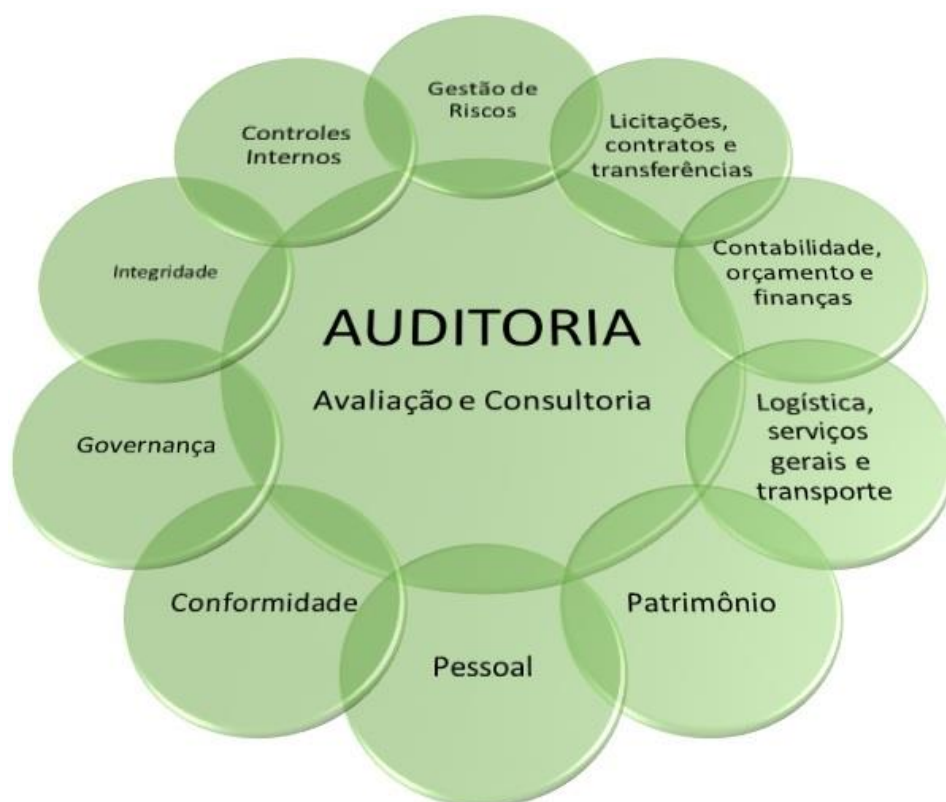 Gestão de
Riscos
Licitações,
contratos e
transferências
Contabilidade,
orçamento e
finanças
Logística,
serviços
gerais e
transporte
Patrimônio
Pessoal
Conformidade
Governança
Integridade
Controles
Internos
AUDITORIA
Avaliação e Consultoria